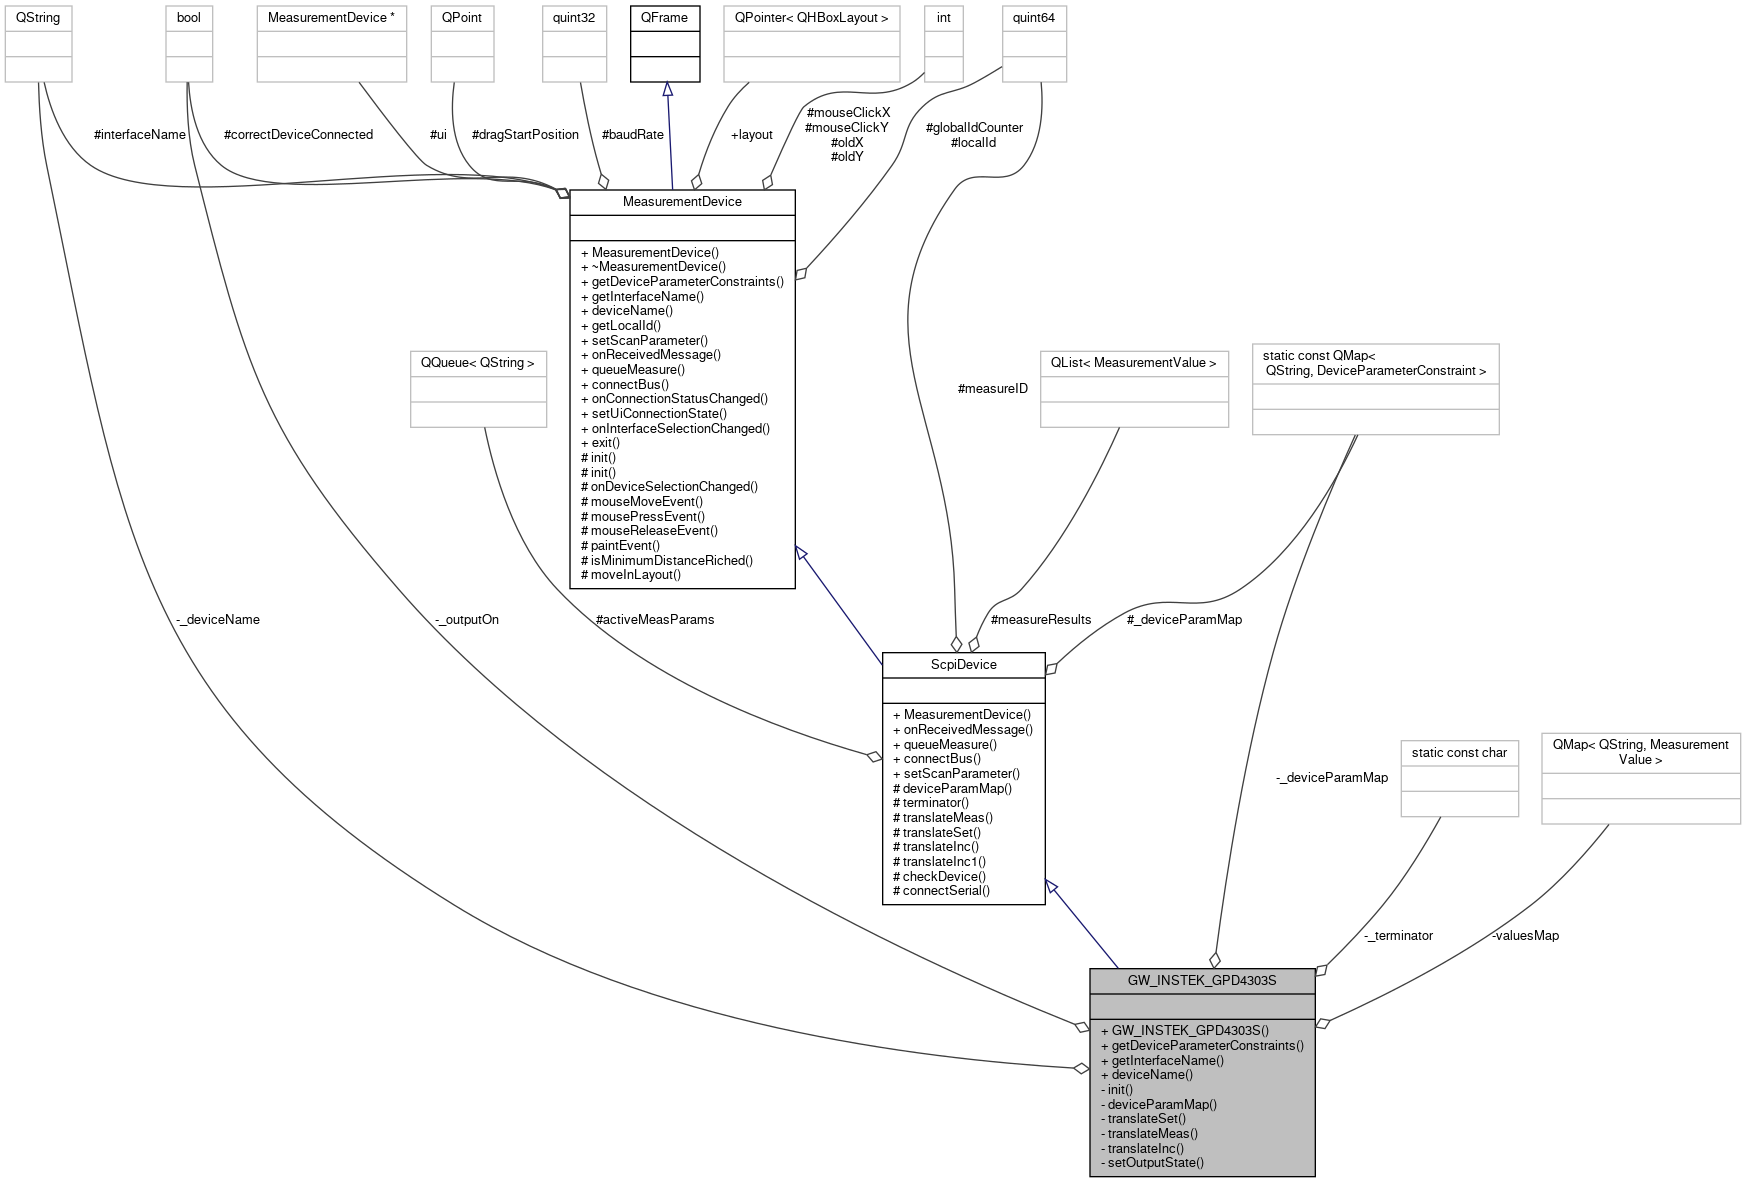 QString
bool
MeasurementDevice *
QPoint
quint32
QFrame
QPointer< QHBoxLayout >
int
quint64
#interfaceName
#correctDeviceConnected
#ui
#dragStartPosition
#baudRate
+layout
#mouseClickX
#mouseClickY
#oldX
#oldY
#globalIdCounter
#localId
MeasurementDevice
+ MeasurementDevice()
+ ~MeasurementDevice()
+ getDeviceParameterConstraints()
+ getInterfaceName()
+ deviceName()
+ getLocalId()
+ setScanParameter()
+ onReceivedMessage()
+ queueMeasure()
+ connectBus()
+ onConnectionStatusChanged()
+ setUiConnectionState()
+ onInterfaceSelectionChanged()
+ exit()
# init()
# init()
# onDeviceSelectionChanged()
# mouseMoveEvent()
# mousePressEvent()
# mouseReleaseEvent()
# paintEvent()
# isMinimumDistanceRiched()
# moveInLayout()
QQueue< QString >
#measureID
QList< MeasurementValue >
static const QMap<
QString, DeviceParameterConstraint >
-_deviceName
-_outputOn
#activeMeasParams
#measureResults
#_deviceParamMap
ScpiDevice
+ MeasurementDevice()
+ onReceivedMessage()
+ queueMeasure()
+ connectBus()
+ setScanParameter()
# deviceParamMap()
# terminator()
# translateMeas()
# translateSet()
# translateInc()
# translateInc1()
# checkDevice()
# connectSerial()
-_deviceParamMap
static const char
QMap< QString, Measurement
Value >
-_terminator
-valuesMap
GW_INSTEK_GPD4303S
+ GW_INSTEK_GPD4303S()
+ getDeviceParameterConstraints()
+ getInterfaceName()
+ deviceName()
- init()
- deviceParamMap()
- translateSet()
- translateMeas()
- translateInc()
- setOutputState()